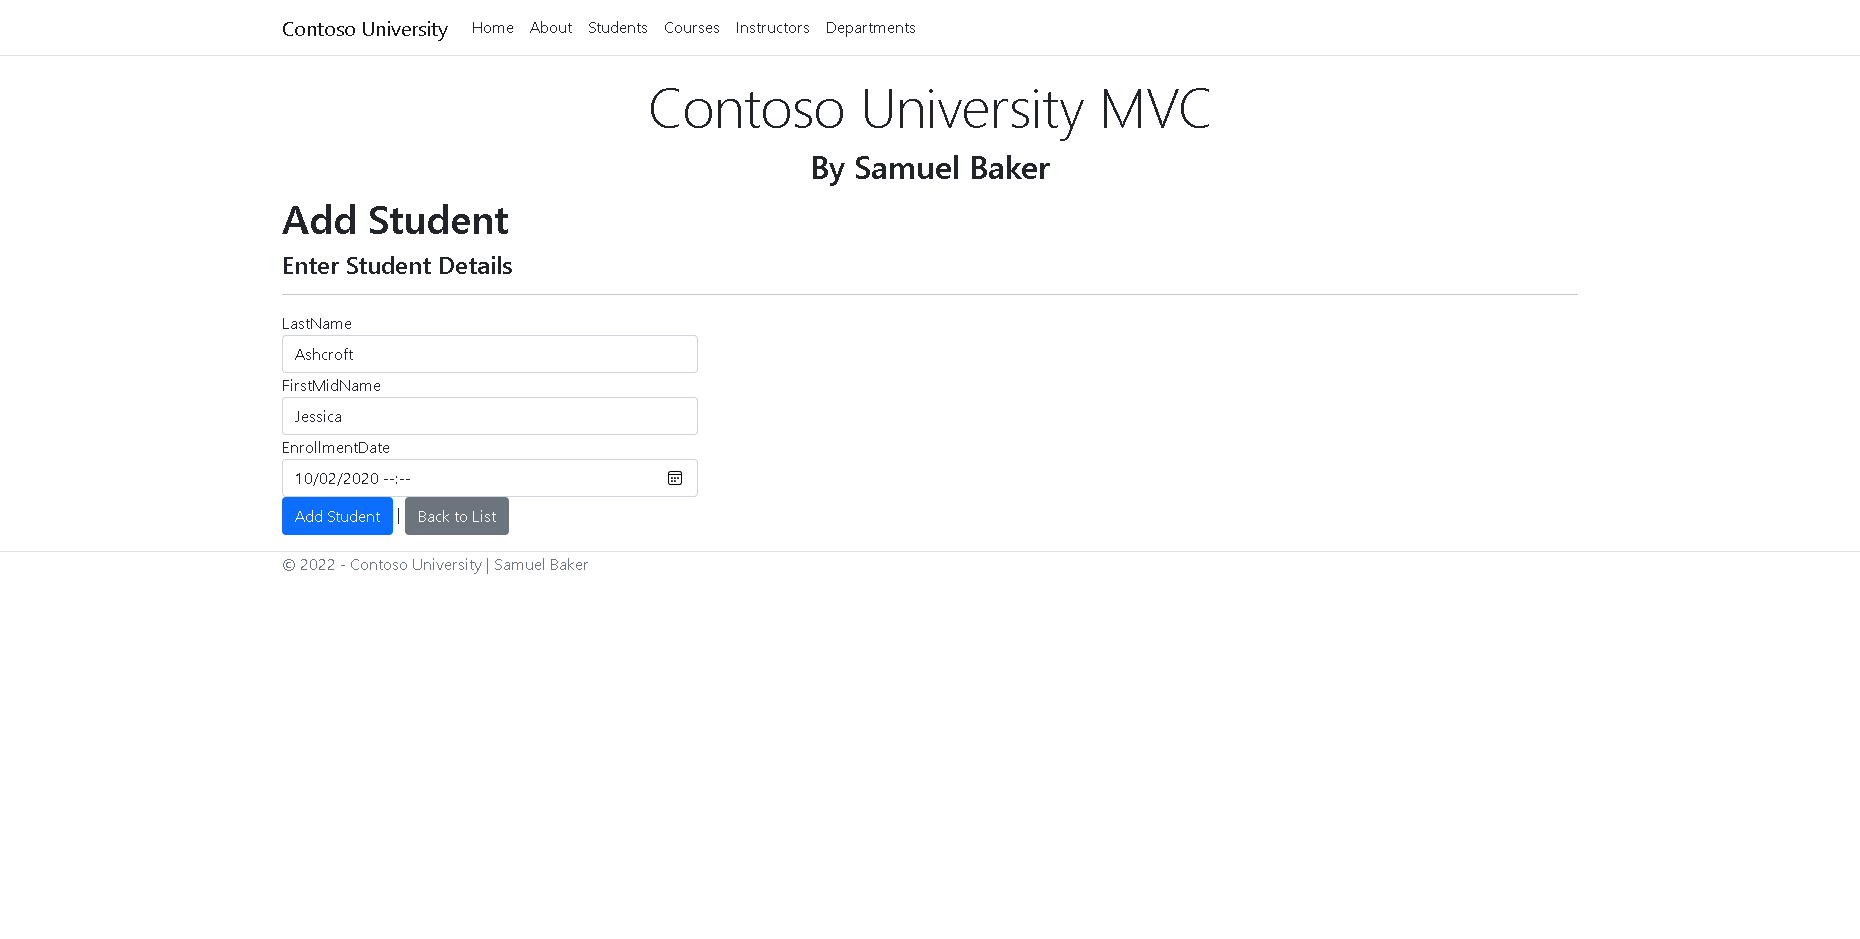 Contoso University Home About Students Courses Instructors Departments
Contoso University MVC
By Samuel Baker
Add Student
Enter Student Details
LastName
Ashcroft
FirstMidName
Jessica
EnrollmentDate
10/02/2020 --:--
Add Student | Back to List
© 2022 - Contoso University | Samuel Baker